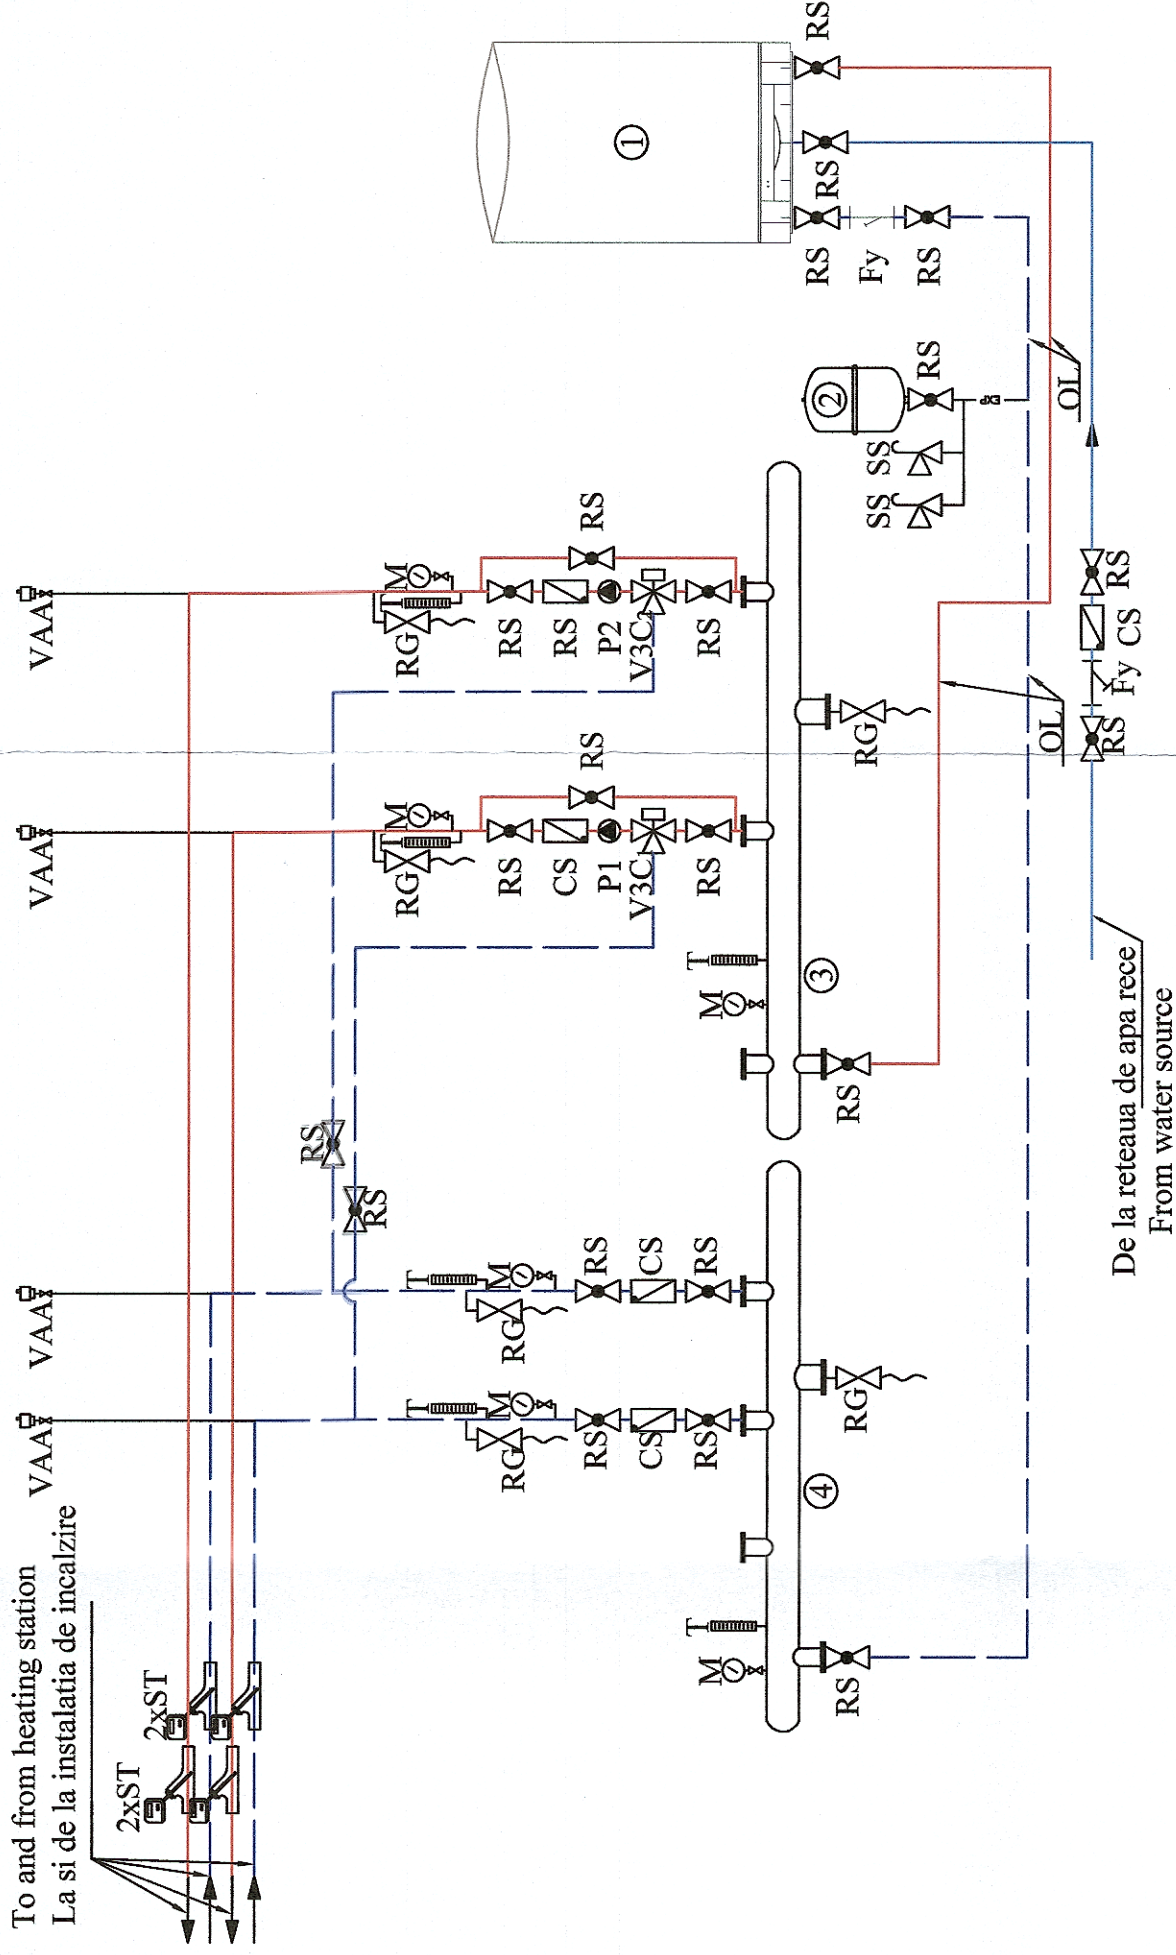 To and from heating station
La si de la instalatia de incalzire
2xST
2xST
VAA
VAA
VAA
VAA
T
M
RG
RS
CS
RS
T
M
RG
RS
CS
RS
RS
RS
M
RG
RS
CS
P1
V3C
RS
RS
M
RG
RS
RS
P2
V3C
RS
RS
M
T
4
RG
RS
M
T
3
RG
RS
1
RS
RS
RS
Fy
RS
2
RS
SS
SS
EXP
OL
OL
RS
Fy
CS
RS
De la reteaua de apa rece
From water source